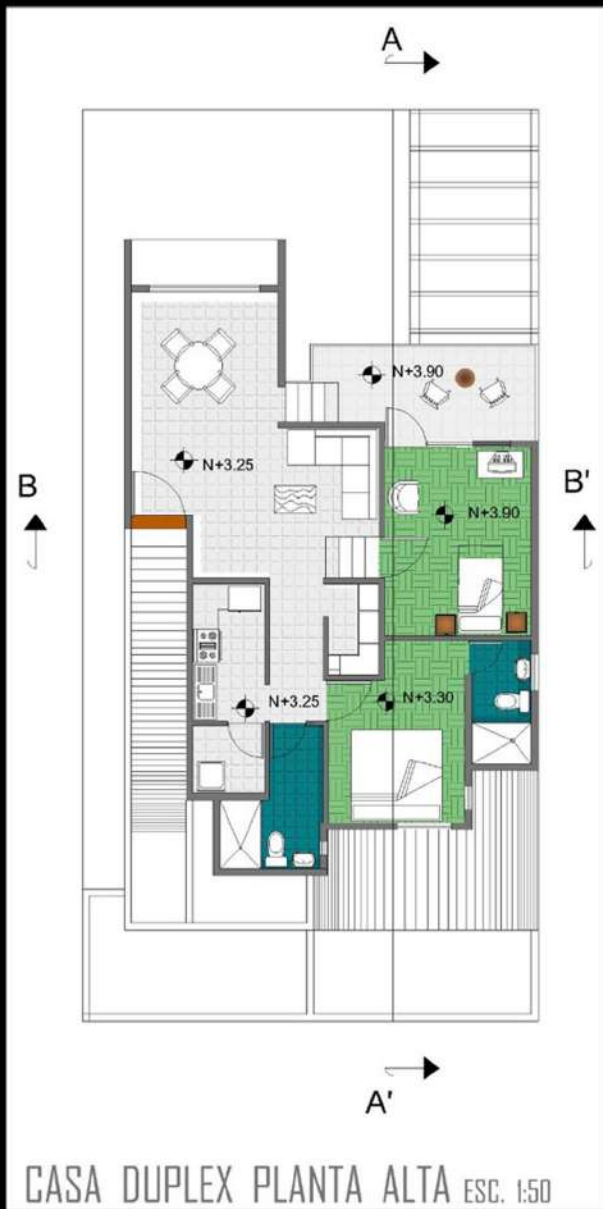 A
N+3.90
N+3.25
B
B'
N+3.90
N+3.25
N+3.30
A'
CASA DUPLEX PLANTA ALTA ESC. 1:50